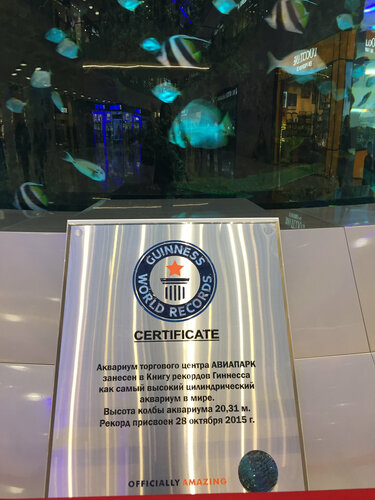 GUINNESS
WORLD RECORDS
CERTIFICATE
Аквариум торгового центра АВИАПАРК
занесен в Книгу рекордов Гиннесса
как самый высокий цилиндрический
аквариум в мире.
Высота колбы аквариума 20,31 м.
Рекорд присвоен 28 октября 2015 г.
OFFICIALLY AMAZING